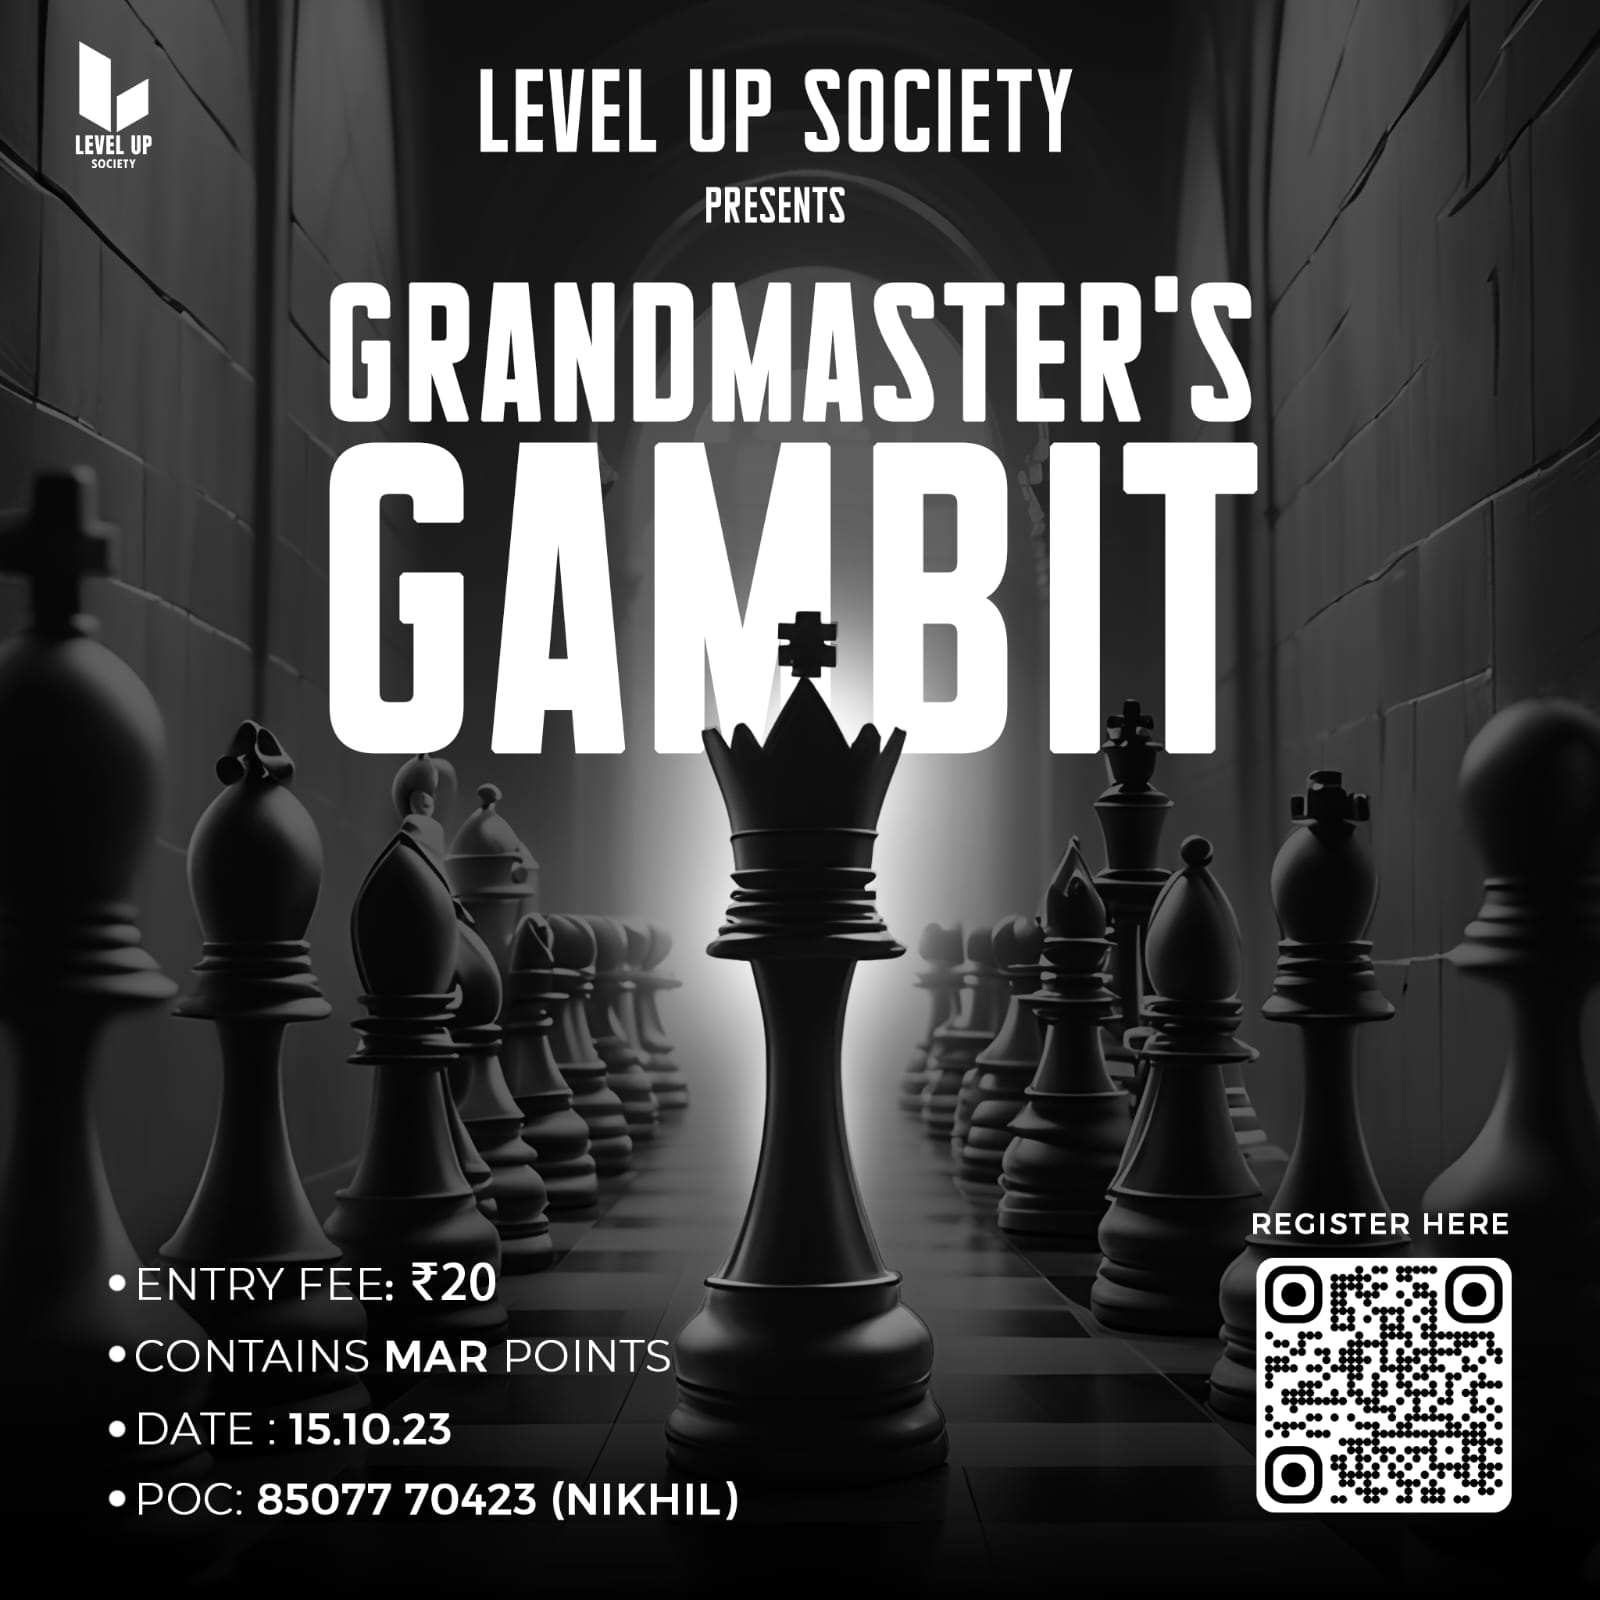 LEVEL UP
SOCIETY
LEVEL UP SOCIETY
PRESENTS
GRANDMASTER'S
GAMBIT
REGISTER HERE
• ENTRY FEE: ₹20
• CONTAINS MAR POINTS
• DATE : 15.10.23
• POC: 85077 70423 (NIKHIL)